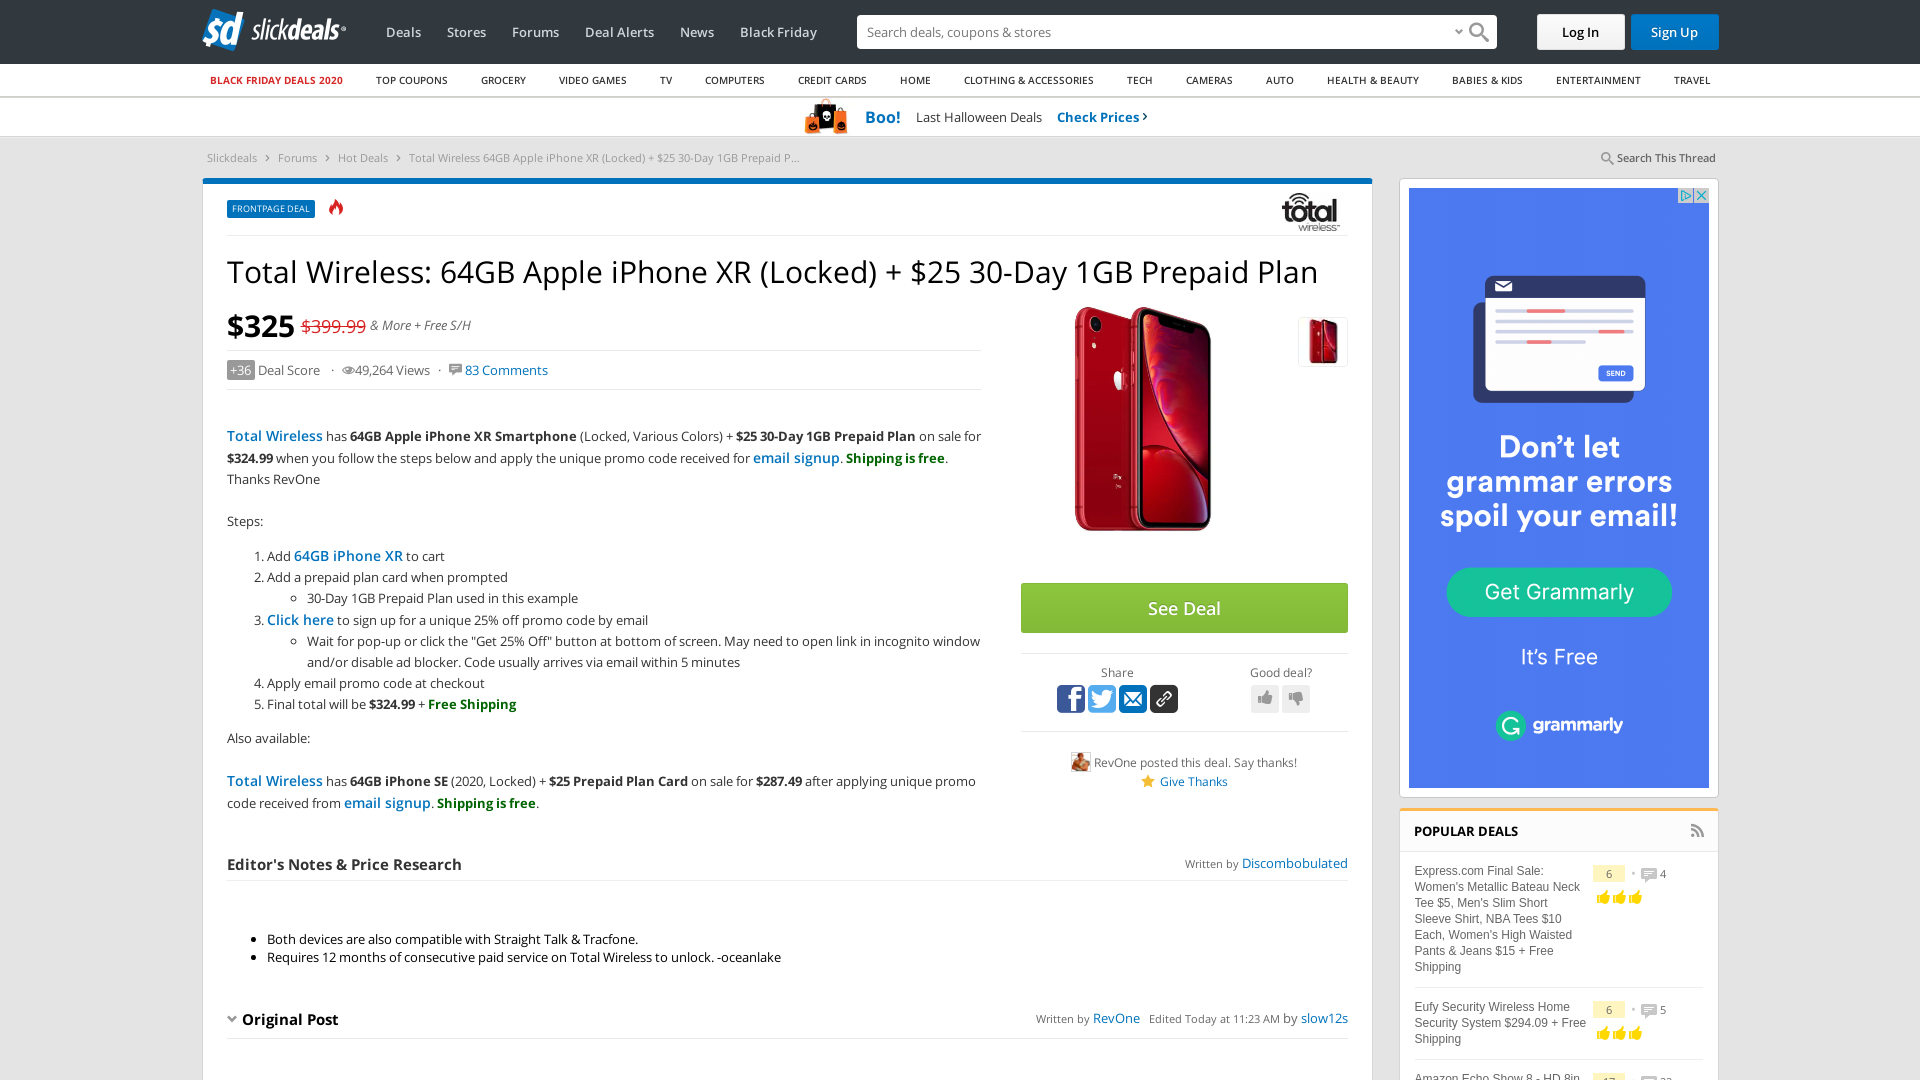 slickdeals
Deals
Stores
Forums
Deal Alerts
News
Black Friday
Search deals, coupons & stores
Log In
Sign Up
BLACK FRIDAY DEALS 2020
TOP COUPONS
GROCERY
VIDEO GAMES
TV
COMPUTERS
CREDIT CARDS
HOME
CLOTHING & ACCESSORIES
TECH
CAMERAS
AUTO
HEALTH & BEAUTY
BABIES & KIDS
ENTERTAINMENT
TRAVEL
Boo! Last Halloween Deals Check Prices ›
Slickdeals › Forums › Hot Deals › Total Wireless 64GB Apple iPhone XR (Locked) + $25 30-Day 1GB Prepaid P...
Search This Thread
FRONTPAGE DEAL
total
wireless
Total Wireless: 64GB Apple iPhone XR (Locked) + $25 30-Day 1GB Prepaid Plan
$325 $399.99 & More + Free S/H
+36 Deal Score · 49,264 Views · 83 Comments
Total Wireless has 64GB Apple iPhone XR Smartphone (Locked, Various Colors) + $25 30-Day 1GB Prepaid Plan on sale for
$324.99 when you follow the steps below and apply the unique promo code received for email signup. Shipping is free.
Thanks RevOne
Steps:
1. Add 64GB iPhone XR to cart
2. Add a prepaid plan card when prompted
30-Day 1GB Prepaid Plan used in this example
3. Click here to sign up for a unique 25% off promo code by email
Wait for pop-up or click the "Get 25% Off" button at bottom of screen. May need to open link in incognito window
and/or disable ad blocker. Code usually arrives via email within 5 minutes
4. Apply email promo code at checkout
5. Final total will be $324.99 + Free Shipping
Also available:
Total Wireless has 64GB iPhone SE (2020, Locked) + $25 Prepaid Plan Card on sale for $287.49 after applying unique promo
code received from email signup. Shipping is free.
See Deal
Share
Good deal?
RevOne posted this deal. Say thanks!
Give Thanks
Editor's Notes & Price Research
Written by Discombobulated
Both devices are also compatible with Straight Talk & Tracfone.
Requires 12 months of consecutive paid service on Total Wireless to unlock. -oceanlake
Original Post
Written by RevOne Edited Today at 11:23 AM by slow12s
SEND
Don't let
grammar errors
spoil your email!
Get Grammarly
It's Free
grammarly
POPULAR DEALS
Express.com Final Sale:
Women's Metallic Bateau Neck
Tee $5, Men's Slim Short
Sleeve Shirt, NBA Tees $10
Each, Women's High Waisted
Pants & Jeans $15 + Free
Shipping
6 • 4
Eufy Security Wireless Home
Security System $294.09 + Free
Shipping
6 • 5
Amazon Echo Show 8 - HD 8in